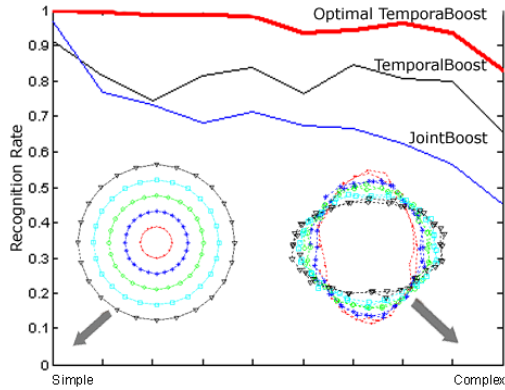 1
Optimal TemporaBoost
0.9
TemporalBoost
0.8
0.7
JointBoost
0.6
0.5
0.4
0.3
0.2
0.1
0
Recognition Rate
Simple
Complex